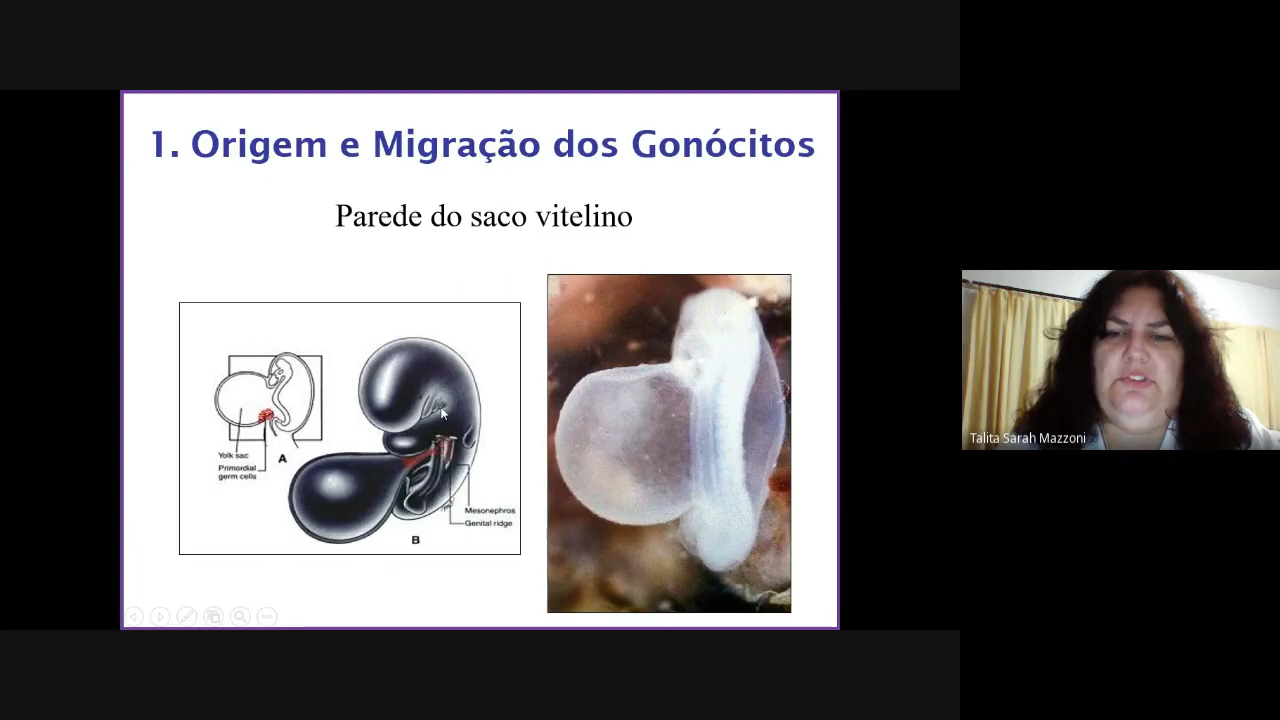 1. Origem e Migração dos Gonócitos
Parede do saco vitelino
Yolk sac
Primordial
germ cells
A
Mesonephros
Genital ridge
B
Talita Sarah Mazzoni